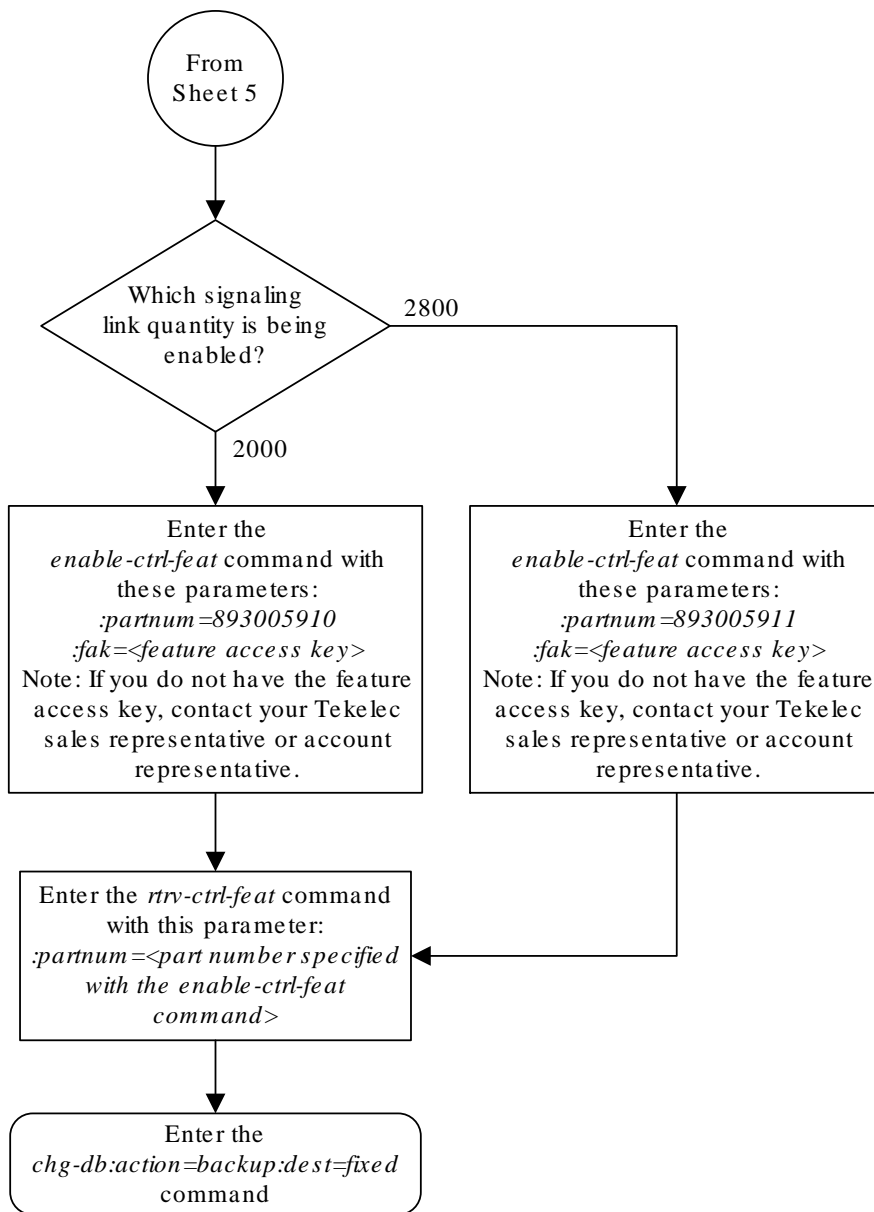 From
Sheet 5
Which signaling
link quantity is being
enabled?
2800
2000
Enter the
enable-ctrl-feat command with
these parameters:
:partnum=893005910
:fak=<feature access key>
Note: If you do not have the feature
access key, contact your Tekelec
sales representative or account
representative.
Enter the
enable-ctrl-feat command with
these parameters:
:partnum=893005911
:fak=<feature access key>
Note: If you do not have the feature
access key, contact your Tekelec
sales representative or account
representative.
Enter the rtrv-ctrl-feat command
with this parameter:
:partnum=<part number specified
with the enable-ctrl-feat
command>
Enter the
chg-db:action=backup:dest=fixed
command